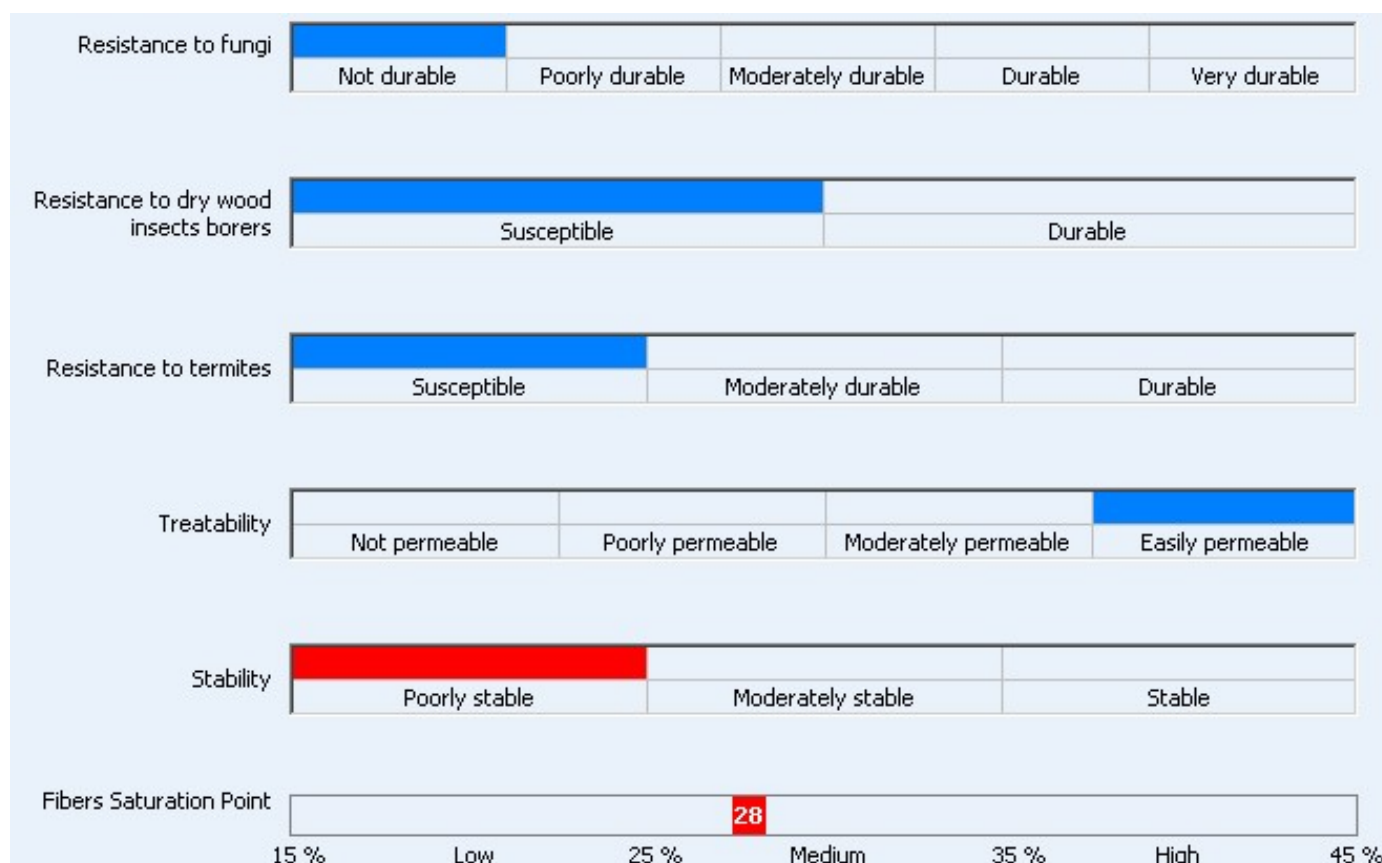 Resistance to fungi
Not durable Poorly durable Moderately durable Durable Very durable
Resistance to dry wood
insects borers
Susceptible Durable
Resistance to termites
Susceptible Moderately durable Durable
Treatability
Not permeable Poorly permeable Moderately permeable Easily permeable
Stability
Poorly stable Moderately stable Stable
Fibers Saturation Point
28
15 % Low 25 % Medium 35 % High 45 %